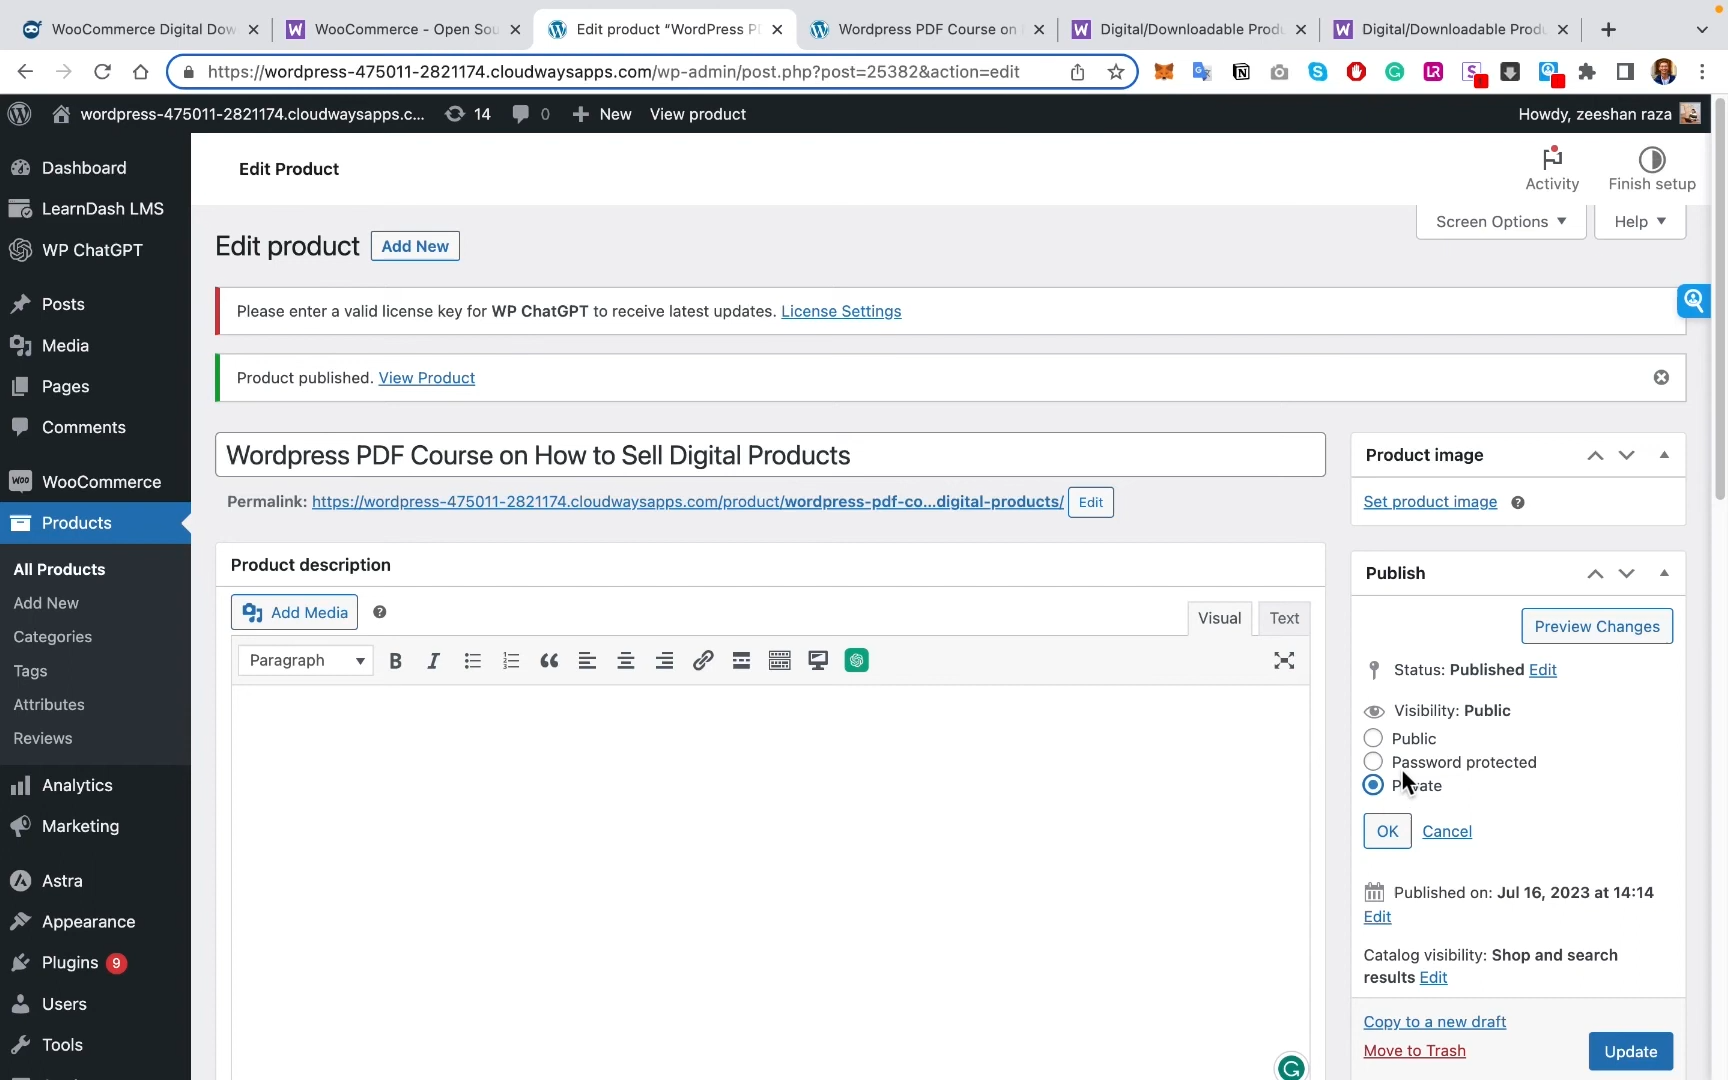 WooCommerce Digital Dow
WooCommerce - Open Sou
Edit product “WordPress P
Wordpress PDF Course on
Digital/Downloadable Produ
Digital/Downloadable Produ
https://wordpress-475011-2821174.cloudwaysapps.com/wp-admin/post.php?post=25382&action=edit
wordpress-475011-2821174.cloudwaysapps.c... 14 0 New View product Howdy, zeeshan raza
Dashboard
LearnDash LMS
WP ChatGPT
Posts
Media
Pages
Comments
WooCommerce
Products
All Products
Add New
Categories
Tags
Attributes
Reviews
Analytics
Marketing
Astra
Appearance
Plugins 9
Users
Tools
Edit Product
Activity Finish setup
Screen Options Help
Edit product Add New
Please enter a valid license key for WP ChatGPT to receive latest updates. License Settings
Product published. View Product
Wordpress PDF Course on How to Sell Digital Products
Permalink: https://wordpress-475011-2821174.cloudwaysapps.com/product/wordpress-pdf-co...digital-products/ Edit
Product description
Add Media
Visual Text
Paragraph
Product image
Set product image
Publish
Preview Changes
Status: Published Edit
Visibility: Public
Public
Password protected
Private
OK Cancel
Published on: Jul 16, 2023 at 14:14
Edit
Catalog visibility: Shop and search
results Edit
Copy to a new draft
Move to Trash
Update